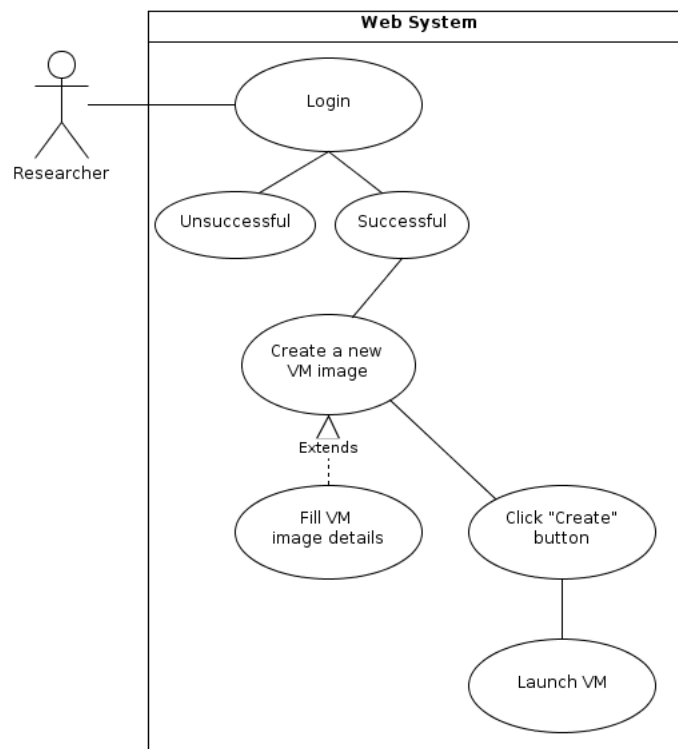 Web System
Login
Researcher
Unsuccessful
Successful
Create a new
VM image
Extends
Fill VM
image details
Click "Create"
button
Launch VM